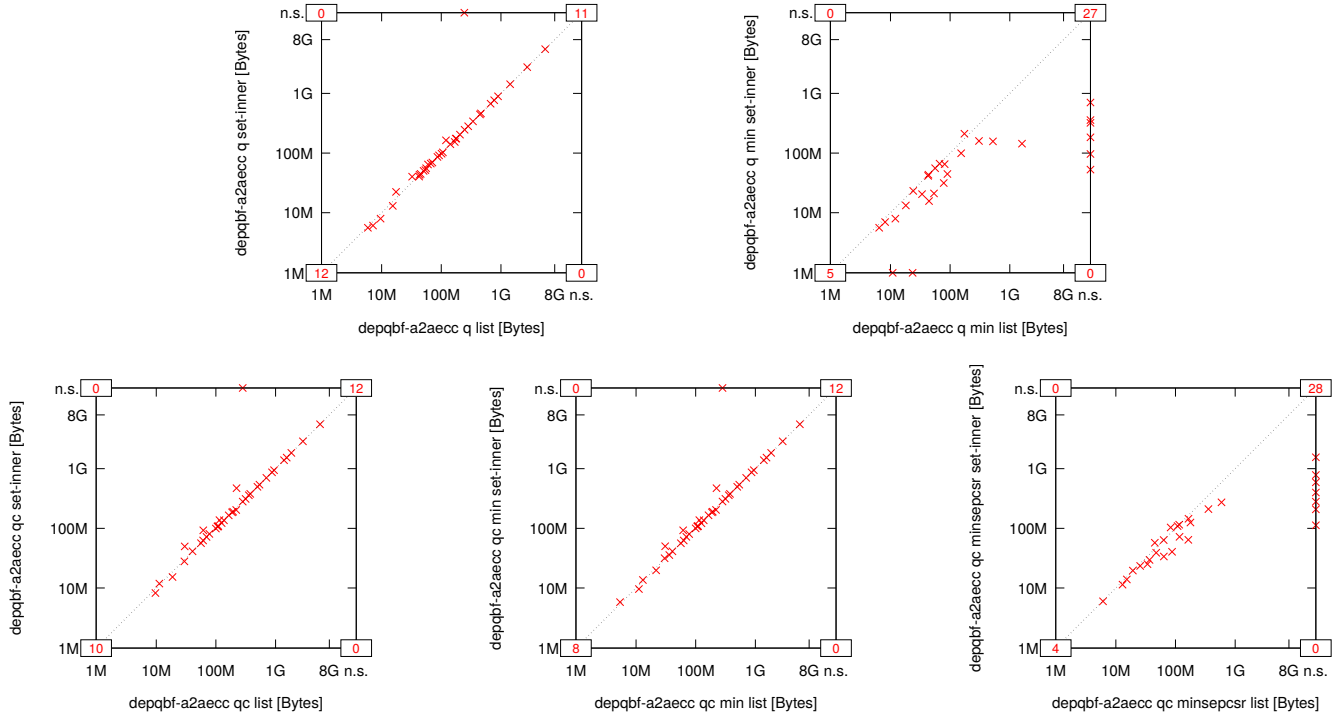 n.s. 0 11 n.s. 0 27
8G 8G
1G 1G
100M 100M
10M 10M
1M 12 0 1M 5 0
1M 10M 100M 1G 8G n.s. 1M 10M 100M 1G 8G n.s.
depqbf-a2aecc q set-inner [Bytes]
depqbf-a2aecc q list [Bytes]
depqbf-a2aecc q min set-inner [Bytes]
depqbf-a2aecc q min list [Bytes]
n.s. 0 12 n.s. 0 12 n.s. 0 28
8G 8G 8G
1G 1G 1G
100M 100M 100M
10M 10M 10M
1M 10 0 1M 8 0 1M 4 0
1M 10M 100M 1G 8G n.s. 1M 10M 100M 1G 8G n.s. 1M 10M 100M 1G 8G n.s.
depqbf-a2aecc qc set-inner [Bytes]
depqbf-a2aecc qc list [Bytes]
depqbf-a2aecc qc min set-inner [Bytes]
depqbf-a2aecc qc min list [Bytes]
depqbf-a2aecc qc minsepcsr set-inner [Bytes]
depqbf-a2aecc qc minsepcsr list [Bytes]